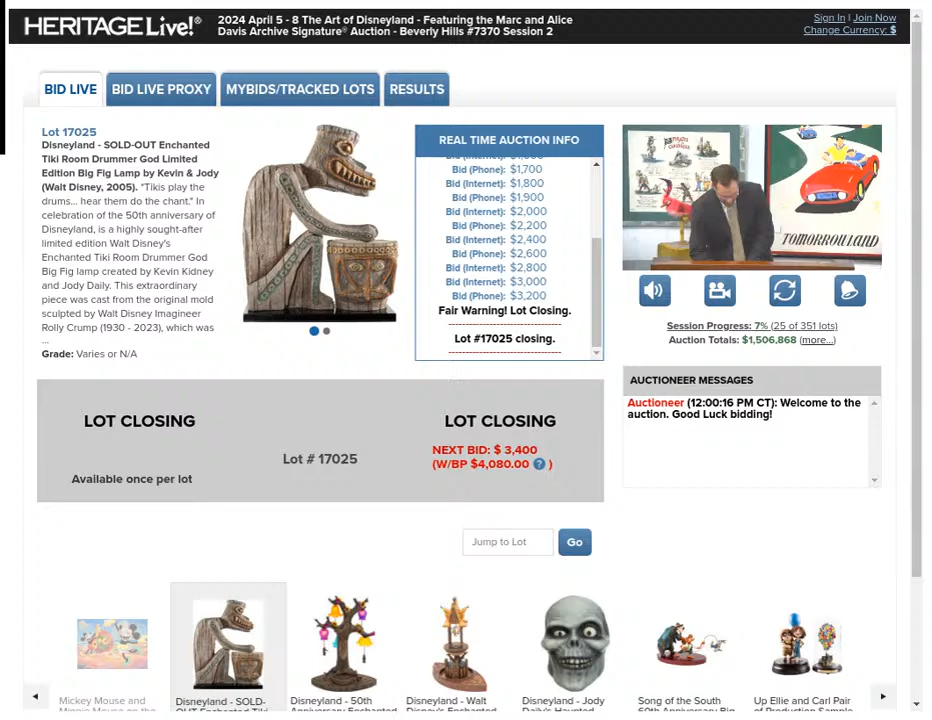 HERITAGE Live!®
2024 April 5 - 8 The Art of Disneyland - Featuring the Marc and Alice
Davis Archive Signature® Auction - Beverly Hills #7370 Session 2
Sign In | Join Now
Change Currency: $
BID LIVE
BID LIVE PROXY
MYBIDS/TRACKED LOTS
RESULTS
Lot 17025
Disneyland - SOLD-OUT Enchanted
Tiki Room Drummer God Limited
Edition Big Fig Lamp by Kevin & Jody
(Walt Disney, 2005). "Tikis play the
drums... hear them do the chant." In
celebration of the 50th anniversary of
Disneyland, is a highly sought-after
limited edition Walt Disney's
Enchanted Tiki Room Drummer God
Big Fig lamp created by Kevin Kidney
and Jody Daily. This extraordinary
piece was cast from the original mold
sculpted by Walt Disney Imagineer
Rolly Crump (1930 - 2023), which was
...
Grade: Varies or N/A
REAL TIME AUCTION INFO
Bid (Phone): $1,700
Bid (Internet): $1,800
Bid (Phone): $1,900
Bid (Internet): $2,000
Bid (Phone): $2,200
Bid (Internet): $2,400
Bid (Phone): $2,600
Bid (Internet): $2,800
Bid (Internet): $3,000
Bid (Phone): $3,200
Fair Warning! Lot Closing.
Lot #17025 closing.
TOMORROWLAND
Session Progress: 7% (25 of 351 lots)
Auction Totals: $1,506,868 (more...)
AUCTIONEER MESSAGES
Auctioneer (12:00:16 PM CT): Welcome to the
auction. Good Luck bidding!
LOT CLOSING
Available once per lot
Lot # 17025
LOT CLOSING
NEXT BID: $ 3,400
(W/BP $4,080.00 ? )
Jump to Lot
Go
Mickey Mouse and
Disneyland - SOLD-
Disneyland - 50th
Disneyland - Walt
Disneyland - Jody
Song of the South
Up Ellie and Carl Pair